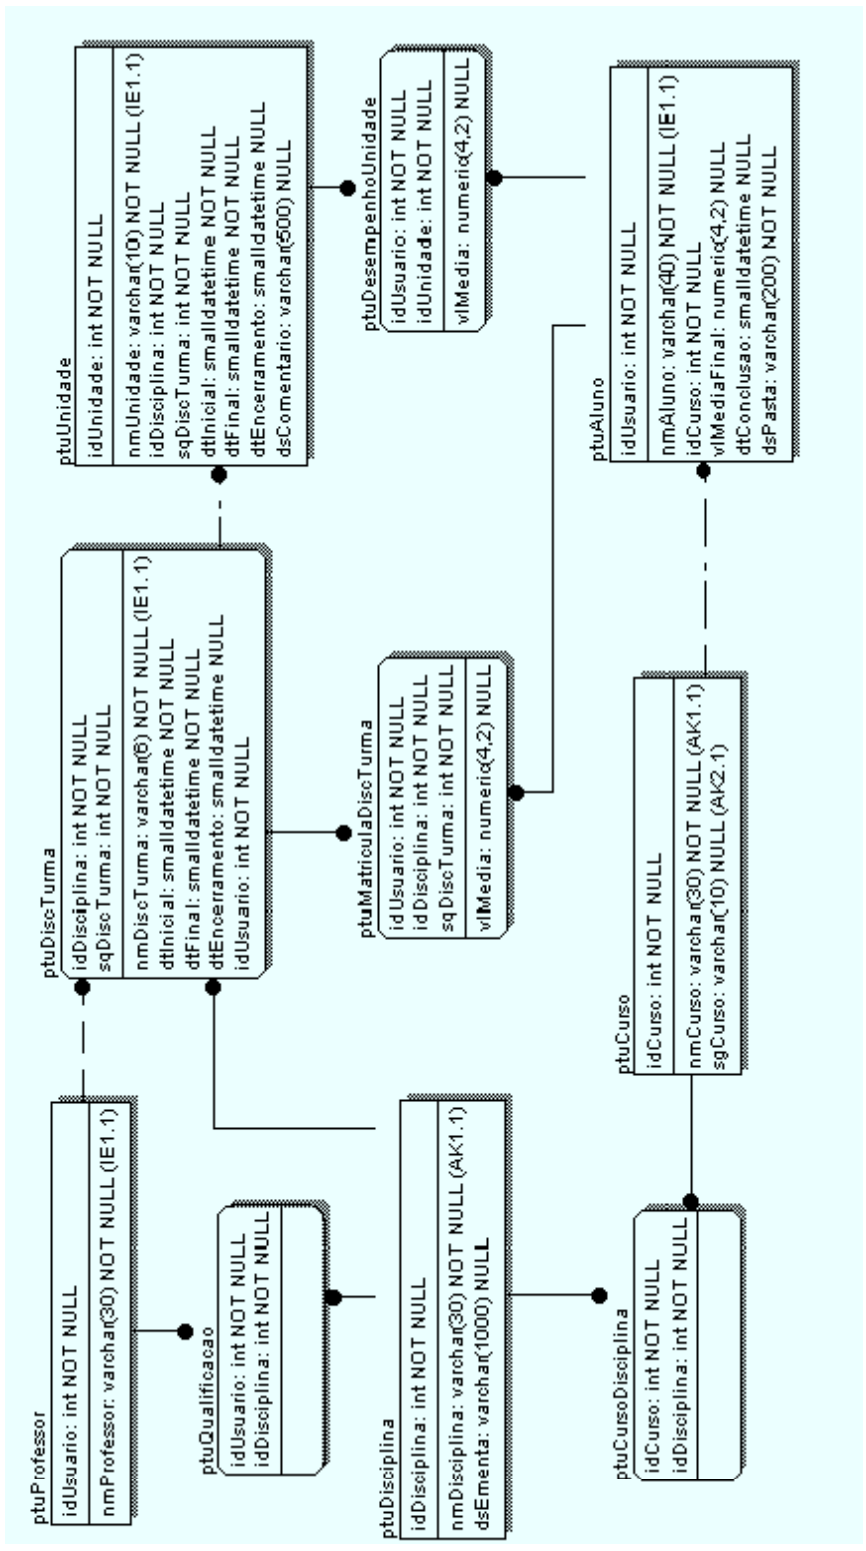 ptuProfessor
idUsuario: int NOT NULL
nmProfessor: varchar(30) NOT NULL (IE1.1)
ptuQualificacao
idUsuario: int NOT NULL
idDisciplina: int NOT NULL
ptuDisciplina
idDisciplina: int NOT NULL
nmDisciplina: varchar(30) NOT NULL (AK1.1)
dsEmenta: varchar(1000) NULL
ptuCursoDisciplina
idCurso: int NOT NULL
idDisciplina: int NOT NULL
ptuDiscTurma
idDisciplina: int NOT NULL
sqDiscTurma: int NOT NULL
nmDiscTurma: varchar(6) NOT NULL (IE1.1)
dtInicial: smalldatetime NOT NULL
dtFinal: smalldatetime NOT NULL
dtEncerramento: smalldatetime NULL
idUsuario: int NOT NULL
ptuMatriculaDiscTurma
idUsuario: int NOT NULL
idDisciplina: int NOT NULL
sqDiscTurma: int NOT NULL
vlMedia: numeric(4,2) NULL
ptuCurso
idCurso: int NOT NULL
nmCurso: varchar(30) NOT NULL (AK1.1)
sgCurso: varchar(10) NULL (AK2.1)
ptuUnidade
idUnidade: int NOT NULL
nmUnidade: varchar(10) NOT NULL (IE1.1)
idDisciplina: int NOT NULL
sqDiscTurma: int NOT NULL
dtInicial: smalldatetime NOT NULL
dtFinal: smalldatetime NOT NULL
dtEncerramento: smalldatetime NULL
dsComentario: varchar(500) NULL
ptuDesempenhoUnidade
idUsuario: int NOT NULL
idUnidade: int NOT NULL
vlMedia: numeric(4,2) NULL
ptuAluno
idUsuario: int NOT NULL
nmAluno: varchar(40) NOT NULL (IE1.1)
idCurso: int NOT NULL
vlMediaFinal: numeric(4,2) NULL
dtConclusao: smalldatetime NULL
dsPasta: varchar(200) NOT NULL